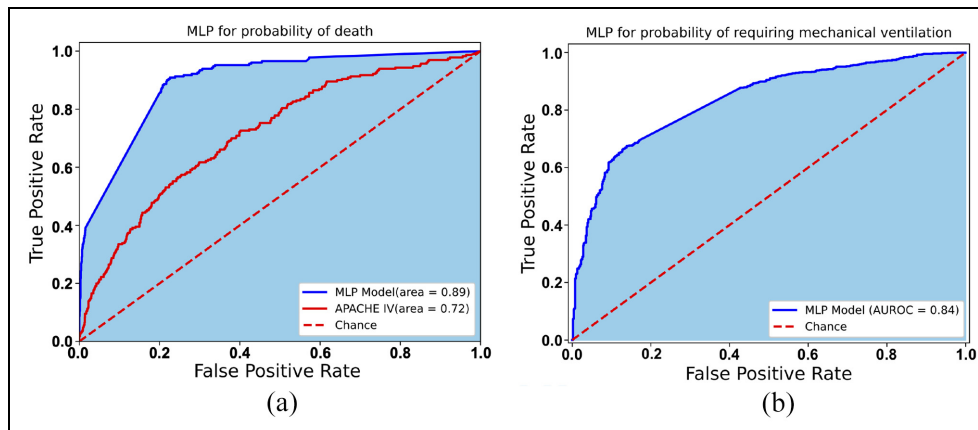 MLP for probability of death
1.0
0.8
0.6
0.4
0.2
0.0
True Positive Rate
MLP Model(area = 0.89)
APACHE IV(area = 0.72)
Chance
0.0 0.2 0.4 0.6 0.8 1.0
False Positive Rate
(a)
MLP for probability of requiring mechanical ventilation
1.0
0.8
0.6
0.4
0.2
0.0
True Positive Rate
MLP Model (AUROC = 0.84)
Chance
0.0 0.2 0.4 0.6 0.8 1.0
False Positive Rate
(b)